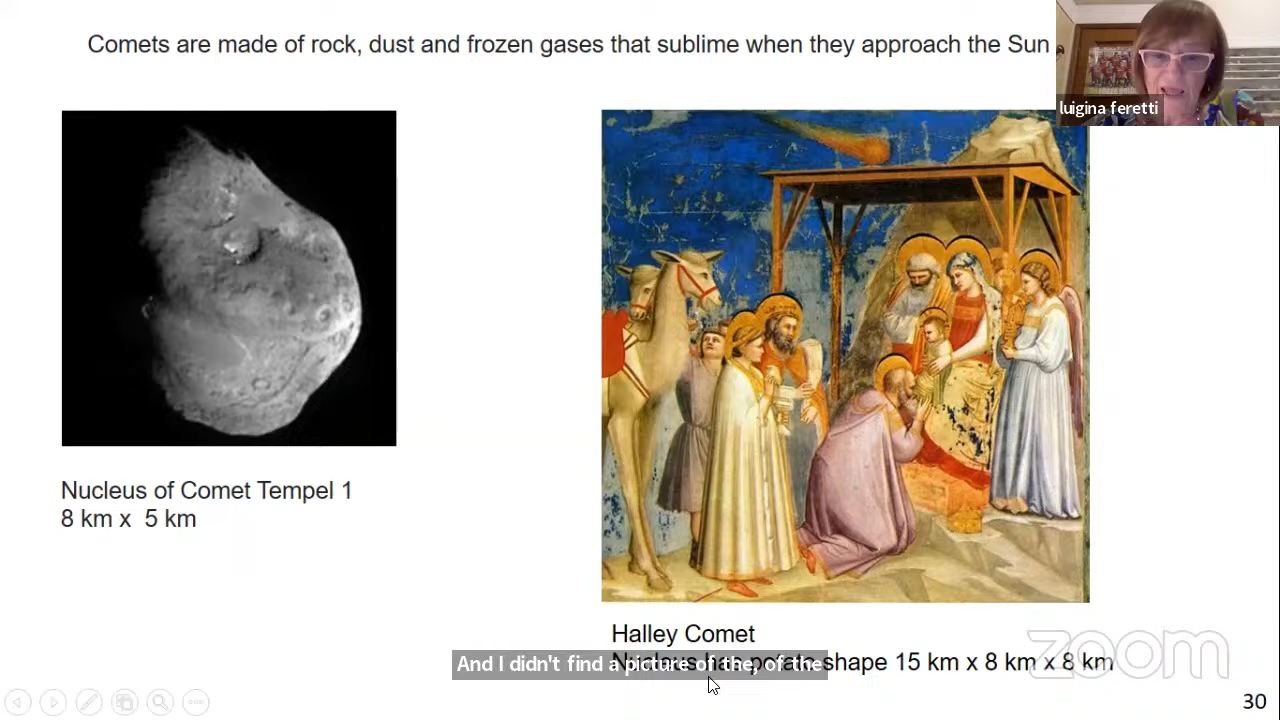 Comets are made of rock, dust and frozen gases that sublime when they approach the Sun
luigina feretti
Nucleus of Comet Tempel 1
8 km x 5 km
Halley Comet
Nucleus has potato shape 15 km x 8 km x 8 km
And I didn't find a picture of the, of the
zoom
30